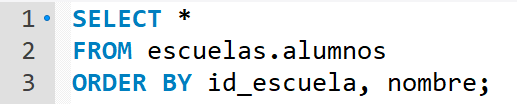 1 SELECT *
2 FROM escuelas.alumnos
3 ORDER BY id_escuela, nombre;